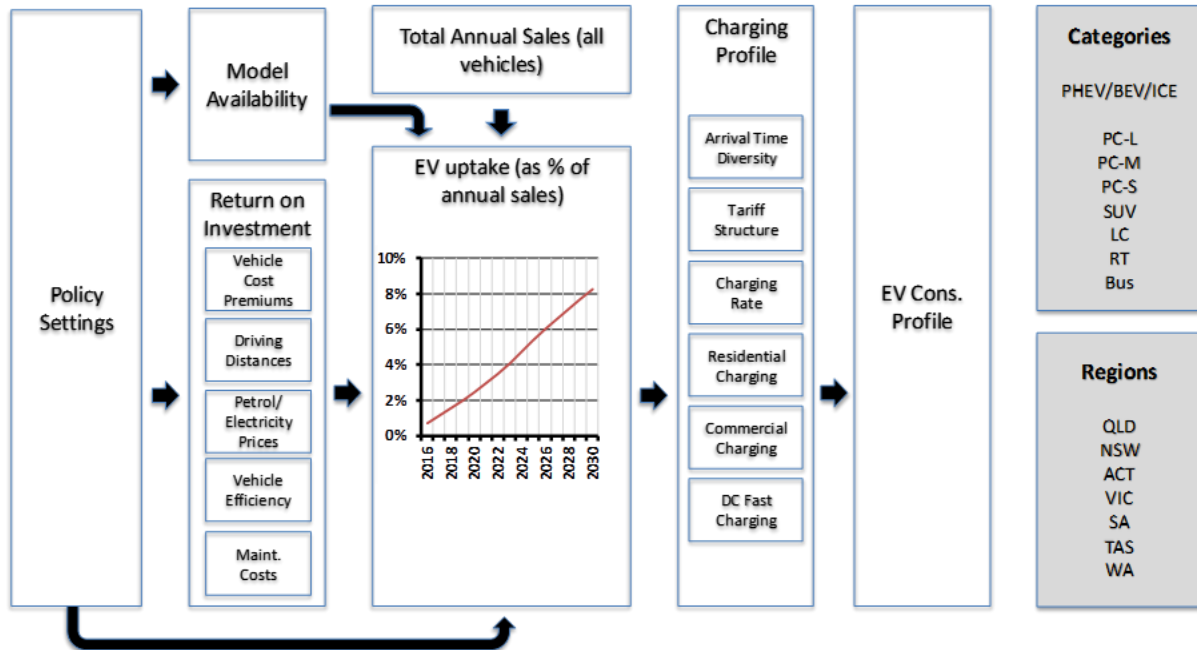 Policy
Settings
Model
Availability
Return on
Investment
Vehicle
Cost
Premiums
Driving
Distances
Petrol/
Electricity
Prices
Vehicle
Efficiency
Maint.
Costs
Total Annual Sales (all
vehicles)
EV uptake (as % of
annual sales)
10%
8%
6%
4%
2%
0%
2016
2018
2020
2022
2024
2026
2028
2030
Charging
Profile
Arrival Time
Diversity
Tariff
Structure
Charging
Rate
Residential
Charging
Commercial
Charging
DC Fast
Charging
EV Cons.
Profile
Categories
PHEV/BEV/ICE
PC-L
PC-M
PC-S
SUV
LC
RT
Bus
Regions
QLD
NSW
ACT
VIC
SA
TAS
WA